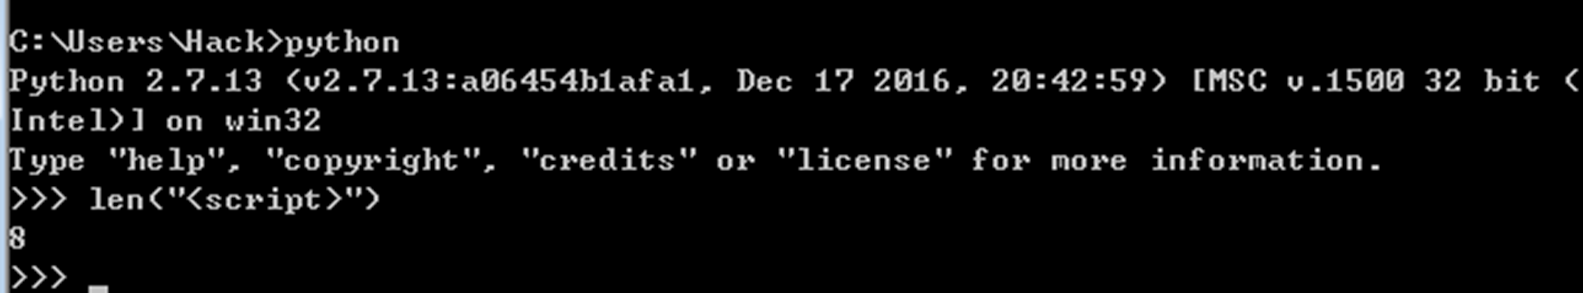 C:\Users\Hack>python
Python 2.7.13 (v2.7.13:a06454b1afa1, Dec 17 2016, 20:42:59) [MSC v.1500 32 bit (
Intel)] on win32
Type "help", "copyright", "credits" or "license" for more information.
>>> len("<script>")
8
>>> _